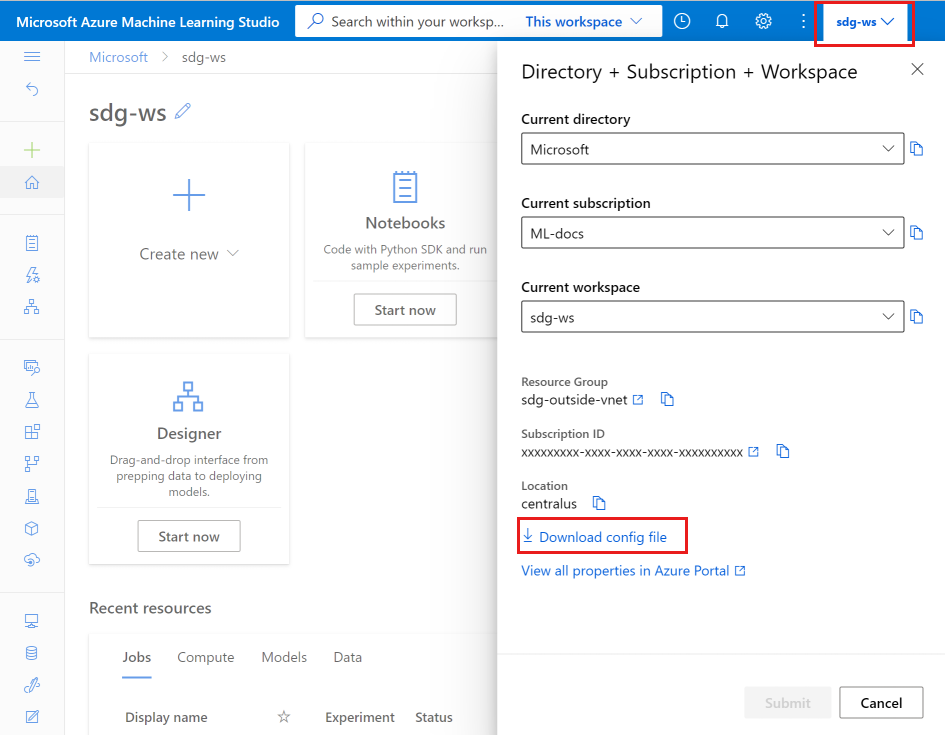 Microsoft Azure Machine Learning Studio
Search within your worksp...
This workspace
sdg-ws
Microsoft > sdg-ws
sdg-ws
Create new
Notebooks
Code with Python SDK and run
sample experiments.
Start now
Designer
Drag-and-drop interface from
prepping data to deploying
models.
Start now
Recent resources
Jobs Compute Models Data
Display name Experiment Status
Directory + Subscription + Workspace
Current directory
Microsoft
Current subscription
ML-docs
Current workspace
sdg-ws
Resource Group
sdg-outside-vnet
Subscription ID
xxxxxxxxx-xxxx-xxxx-xxxx-xxxxxxxxxx
Location
centralus
Download config file
View all properties in Azure Portal
Submit
Cancel